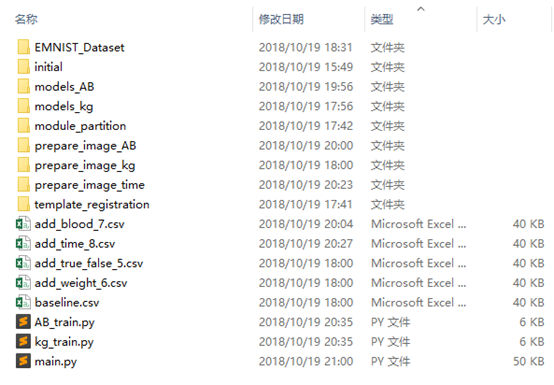 名称 修改日期 类型 大小
EMNIST_Dataset 2018/10/19 18:31 文件夹
initial 2018/10/19 15:49 文件夹
models_AB 2018/10/19 19:56 文件夹
models_kg 2018/10/19 17:56 文件夹
module_partition 2018/10/19 17:42 文件夹
prepare_image_AB 2018/10/19 20:00 文件夹
prepare_image_kg 2018/10/19 18:00 文件夹
prepare_image_time 2018/10/19 20:23 文件夹
template_registration 2018/10/19 17:41 文件夹
add_blood_7.csv 2018/10/19 20:04 Microsoft Excel ... 40 KB
add_time_8.csv 2018/10/19 20:27 Microsoft Excel ... 40 KB
add_true_false_5.csv 2018/10/19 18:00 Microsoft Excel ... 40 KB
add_weight_6.csv 2018/10/19 18:00 Microsoft Excel ... 40 KB
baseline.csv 2018/10/19 18:00 Microsoft Excel ... 40 KB
AB_train.py 2018/10/19 20:35 PY 文件 6 KB
kg_train.py 2018/10/19 20:35 PY 文件 6 KB
main.py 2018/10/19 21:00 PY 文件 50 KB